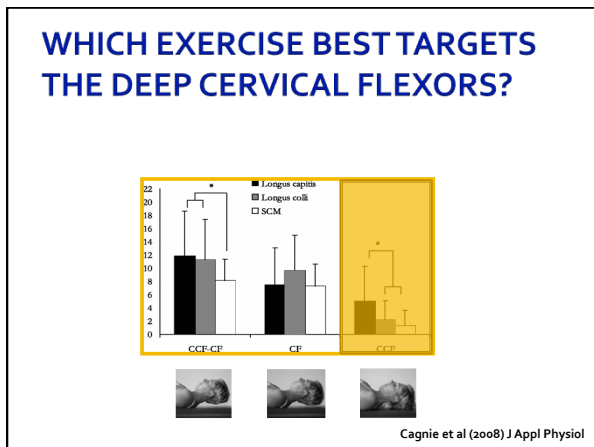 WHICH EXERCISE BEST TARGETS
THE DEEP CERVICAL FLEXORS?
22
20
18
16
14
12
10
8
6
4
2
0
*
Longus capitis
Longus colli
SCM
*
CCF-CF
CF
CCF
Cagnie et al (2008) J Appl Physiol